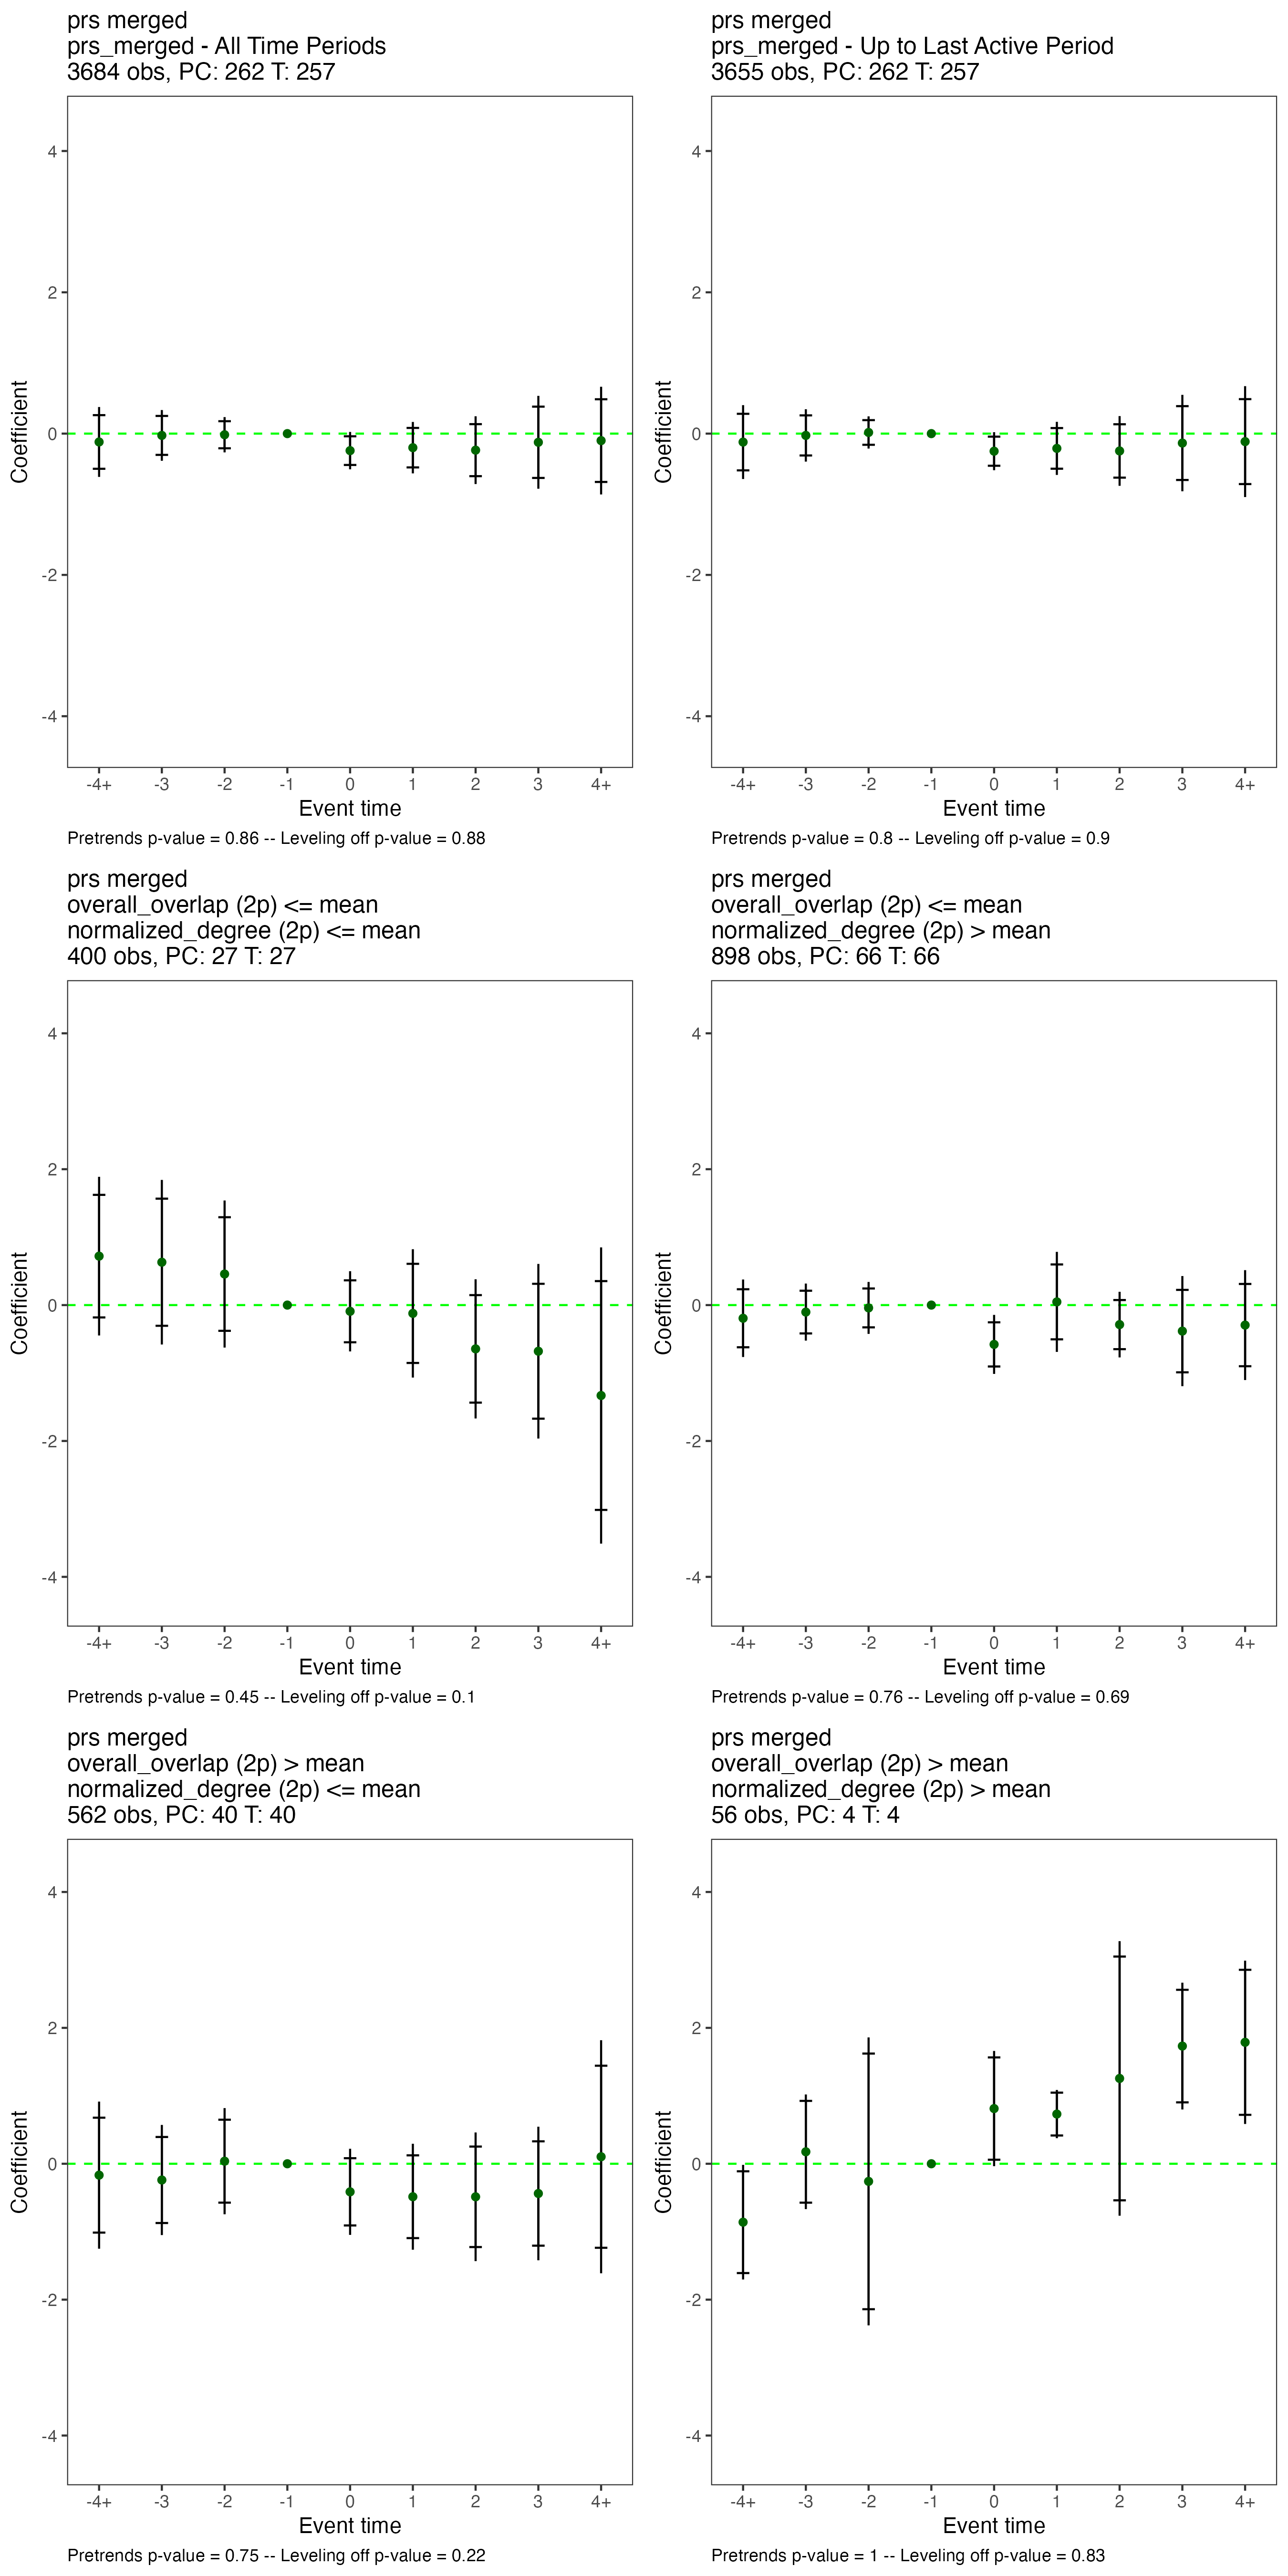 prs merged
prs_merged - All Time Periods
3684 obs, PC: 262 T: 257
4
2
0
-2
-4
Coefficient
-4+ -3 -2 -1 0 1 2 3 4+
Event time
Pretrends p-value = 0.86 -- Leveling off p-value = 0.88
prs merged
prs_merged - Up to Last Active Period
3655 obs, PC: 262 T: 257
4
2
0
-2
-4
Coefficient
-4+ -3 -2 -1 0 1 2 3 4+
Event time
Pretrends p-value = 0.8 -- Leveling off p-value = 0.9
prs merged
overall_overlap (2p) <= mean
normalized_degree (2p) <= mean
400 obs, PC: 27 T: 27
4
2
0
-2
-4
Coefficient
-4+ -3 -2 -1 0 1 2 3 4+
Event time
Pretrends p-value = 0.45 -- Leveling off p-value = 0.1
prs merged
overall_overlap (2p) <= mean
normalized_degree (2p) > mean
898 obs, PC: 66 T: 66
4
2
0
-2
-4
Coefficient
-4+ -3 -2 -1 0 1 2 3 4+
Event time
Pretrends p-value = 0.76 -- Leveling off p-value = 0.69
prs merged
overall_overlap (2p) > mean
normalized_degree (2p) <= mean
562 obs, PC: 40 T: 40
4
2
0
-2
-4
Coefficient
-4+ -3 -2 -1 0 1 2 3 4+
Event time
Pretrends p-value = 0.75 -- Leveling off p-value = 0.22
prs merged
overall_overlap (2p) > mean
normalized_degree (2p) > mean
56 obs, PC: 4 T: 4
4
2
0
-2
-4
Coefficient
-4+ -3 -2 -1 0 1 2 3 4+
Event time
Pretrends p-value = 1 -- Leveling off p-value = 0.83